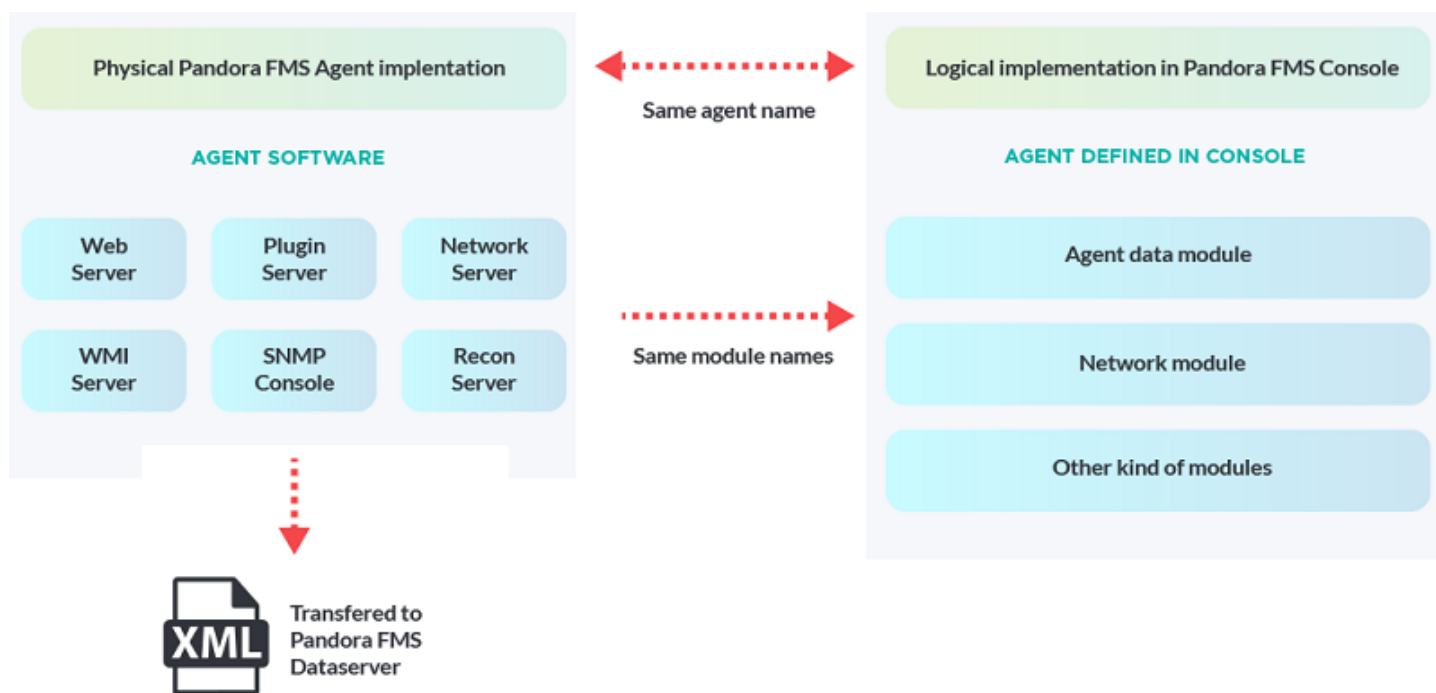 Physical Pandora FMS Agent implentation
Same agent name
Logical implementation in Pandora FMS Console
AGENT SOFTWARE
AGENT DEFINED IN CONSOLE
Web
Server
Plugin
Server
Network
Server
WMI
Server
SNMP
Console
Recon
Server
Same module names
Agent data module
Network module
Other kind of modules
XML
Transfered to
Pandora FMS
Dataserver